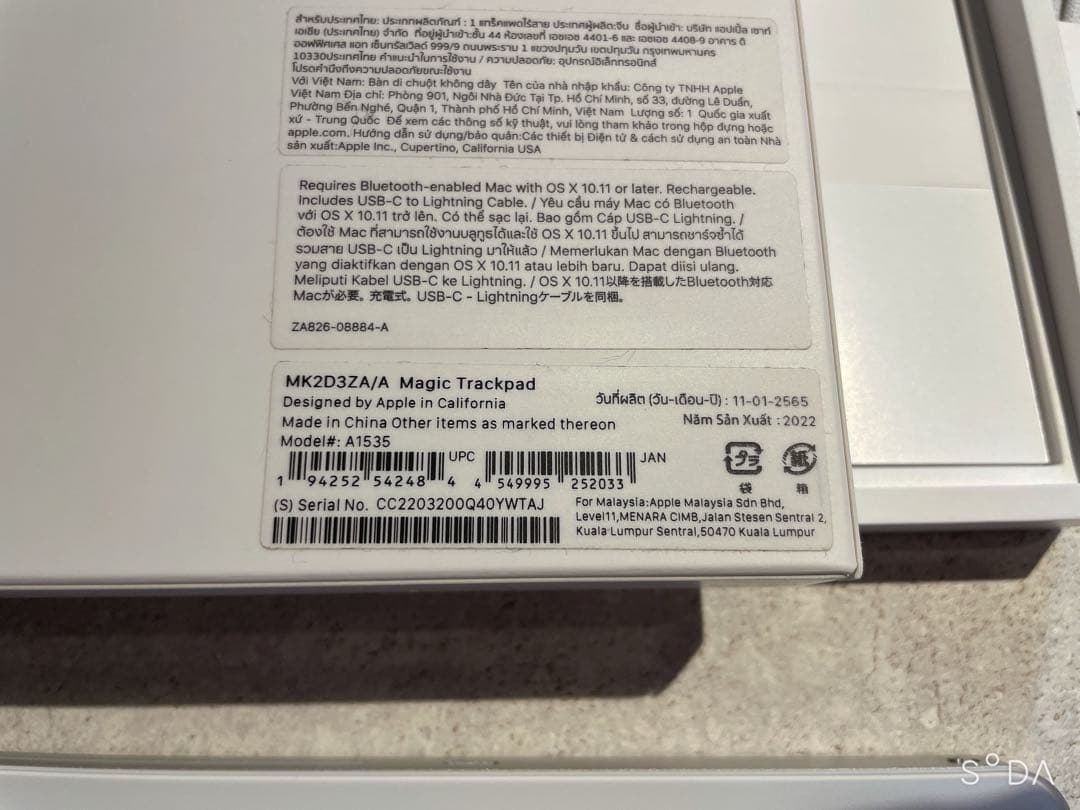 สำหรับประเทศไทย: ประเภทผลิตภัณฑ์ : 1 แทร็คแพดไร้สาย ประเทศผู้ผลิต:จีน ชื่อผู้นำเข้า: บริษัท แอปเปิ้ล เซาท์
เอเชีย (ประเทศไทย) จำกัด ที่อยู่ผู้นำเข้า:ชั้น 44 ห้องเลขที่ เอชเอช 4401-6 และ เอชเอช 4408-9 อาคาร ดิ
ออฟฟิศเศส แอท เซ็นทรัลเวิลด์ 999/9 ถนนพระราม 1 แขวงปทุมวัน เขตปทุมวัน กรุงเทพมหานคร
10330ประเทศไทย คำแนะนำในการใช้งาน / ความปลอดภัย: อุปกรณ์อิเล็กทรอนิกส์
โปรดคำนึงถึงความปลอดภัยขณะใช้งาน
Với Việt Nam: Bàn di chuột không dây Tên của nhà nhập khẩu: Công ty TNHH Apple
Việt Nam Địa chỉ: Phòng 901, Ngôi Nhà Đức Tại Tp. Hồ Chí Minh, số 33, đường Lê Duẩn,
Phường Bến Nghé, Quận 1, Thành phố Hồ Chí Minh, Việt Nam Lượng số: 1 Quốc gia xuất
xứ - Trung Quốc Để xem các thông số kỹ thuật, vui lòng tham khảo trong hộp đựng hoặc
apple.com. Hướng dẫn sử dụng/bảo quản:Các thiết bị Điện tử & cách sử dụng an toàn Nhà
sản xuất:Apple Inc., Cupertino, California USA
Requires Bluetooth-enabled Mac with OS X 10.11 or later. Rechargeable.
Includes USB-C to Lightning Cable. / Yêu cầu máy Mac có Bluetooth
với OS X 10.11 trở lên. Có thể sạc lại. Bao gồm Cáp USB-C Lightning. /
ต้องใช้ Mac ที่สามารถใช้งานบลูทูธได้และใช้ OS X 10.11 ขึ้นไป สามารถชาร์จซ้ำได้
รวมสาย USB-C เป็น Lightning มาให้แล้ว / Memerlukan Mac dengan Bluetooth
yang diaktifkan dengan OS X 10.11 atau lebih baru. Dapat diisi ulang.
Meliputi Kabel USB-C ke Lightning. / OS X 10.11以降を搭載したBluetooth対応
Macが必要。充電式。USB-C - Lightningケーブルを同梱。
ZA826-08884-A
MK2D3ZA/A Magic Trackpad
Designed by Apple in California
Made in China Other items as marked thereon
Model#: A1535
วันที่ผลิต (วัน-เดือน-ปี) : 11-01-2565
Năm Sản Xuất : 2022
UPC
1 94252 54248 4
JAN
4 549995 252033
プラ
袋
紙
箱
(S) Serial No. CC2203200Q40YWTAJ
For Malaysia:Apple Malaysia Sdn Bhd,
Level11,MENARA CIMB,Jalan Stesen Sentral 2,
Kuala Lumpur Sentral,50470 Kuala Lumpur
SODA